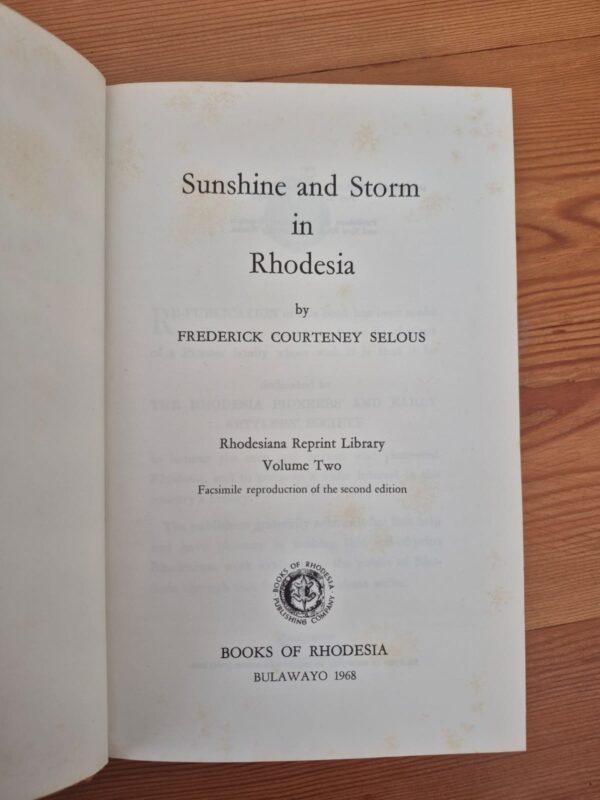 Sunshine and Storm
in
Rhodesia
by
FREDERICK COURTENEY SELOUS
Rhodesiana Reprint Library
Volume Two
Facsimile reproduction of the second edition
BOOKS OF RHODESIA
PUBLISHING COMPANY
BOOKS OF RHODESIA
BULAWAYO 1968